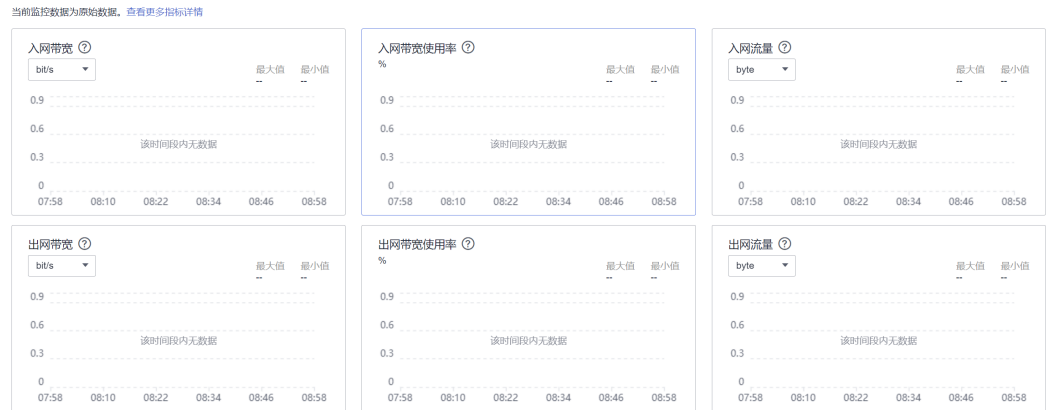 当前监控数据为原始数据。查看更多指标详情
入网带宽 ?
bit/s
最大值 最小值
-- --
0.9
0.6
该时间段内无数据
0.3
0
07:58 08:10 08:22 08:34 08:46 08:58
入网带宽使用率 ?
%
最大值 最小值
-- --
0.9
0.6
该时间段内无数据
0.3
0
07:58 08:10 08:22 08:34 08:46 08:58
入网流量 ?
byte
最大值 最小值
-- --
0.9
0.6
该时间段内无数据
0.3
0
07:58 08:10 08:22 08:34 08:46 08:58
出网带宽 ?
bit/s
最大值 最小值
-- --
0.9
0.6
该时间段内无数据
0.3
0
07:58 08:10 08:22 08:34 08:46 08:58
出网带宽使用率 ?
%
最大值 最小值
-- --
0.9
0.6
该时间段内无数据
0.3
0
07:58 08:10 08:22 08:34 08:46 08:58
出网流量 ?
byte
最大值 最小值
-- --
0.9
0.6
该时间段内无数据
0.3
0
07:58 08:10 08:22 08:34 08:46 08:58